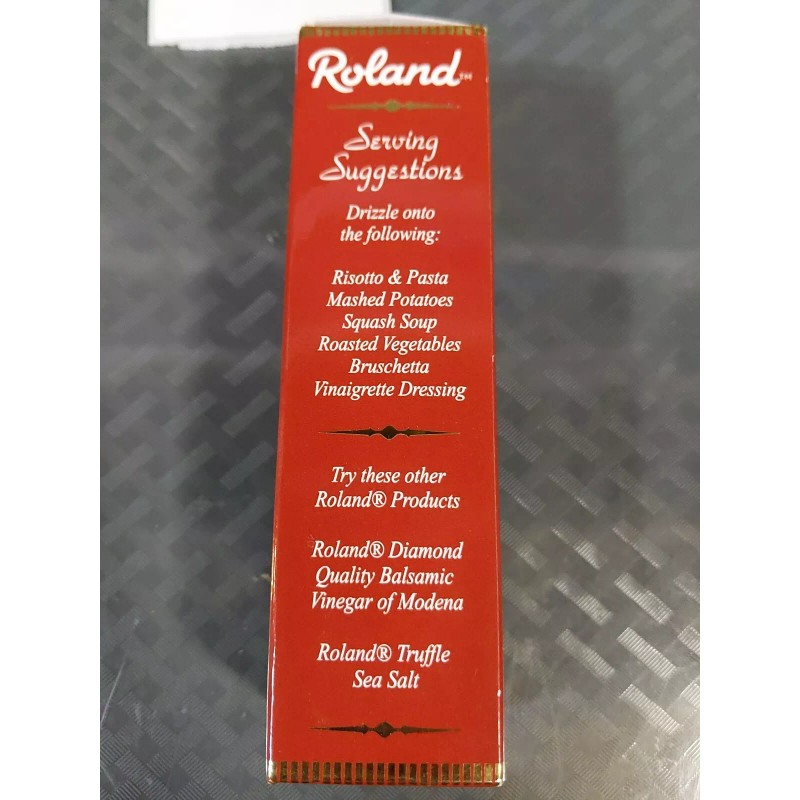 Roland™
Serving
Suggestions
Drizzle onto
the following:
Risotto & Pasta
Mashed Potatoes
Squash Soup
Roasted Vegetables
Bruschetta
Vinaigrette Dressing
Try these other
Roland® Products
Roland® Diamond
Quality Balsamic
Vinegar of Modena
Roland® Truffle
Sea Salt